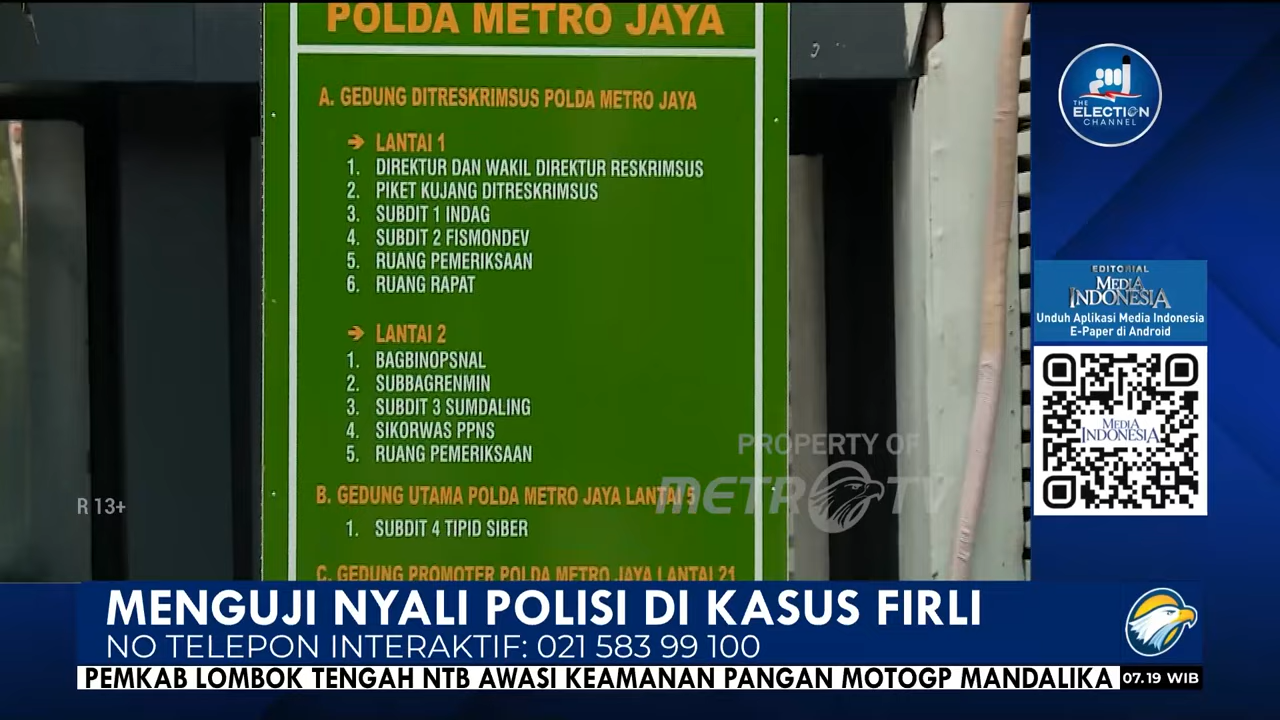 POLDA METRO JAYA
A. GEDUNG DITRESKRIMSUS POLDA METRO JAYA
LANTAI 1
1. DIREKTUR DAN WAKIL DIREKTUR RESKRIMSUS
2. PIKET KUJANG DITRESKRIMSUS
3. SUBDIT 1 INDAG
4. SUBDIT 2 FISMONDEV
5. RUANG PEMERIKSAAN
6. RUANG RAPAT
LANTAI 2
1. BAGBINOPSNAL
2. SUBBAGRENMIN
3. SUBDIT 3 SUMDALING
4. SIKORWAS PPNS
5. RUANG PEMERIKSAAN
B. GEDUNG UTAMA POLDA METRO JAYA LANTAI 5
1. SUBDIT 4 TIPID SIBER
C. GEDUNG PROMOTER POLDA METRO JAYA LANTAI 21
PROPERTY OF
METRO TV
R 13+
THE
ELECTION
CHANNEL
EDITORIAL
MEDIA
INDONESIA
Unduh Aplikasi Media Indonesia
E-Paper di Android
MEDIA
INDONESIA
MENGUJI NYALI POLISI DI KASUS FIRLI
NO TELEPON INTERAKTIF: 021 583 99 100
PEMKAB LOMBOK TENGAH NTB AWASI KEAMANAN PANGAN MOTOGP MANDALIKA
07.19 WIB